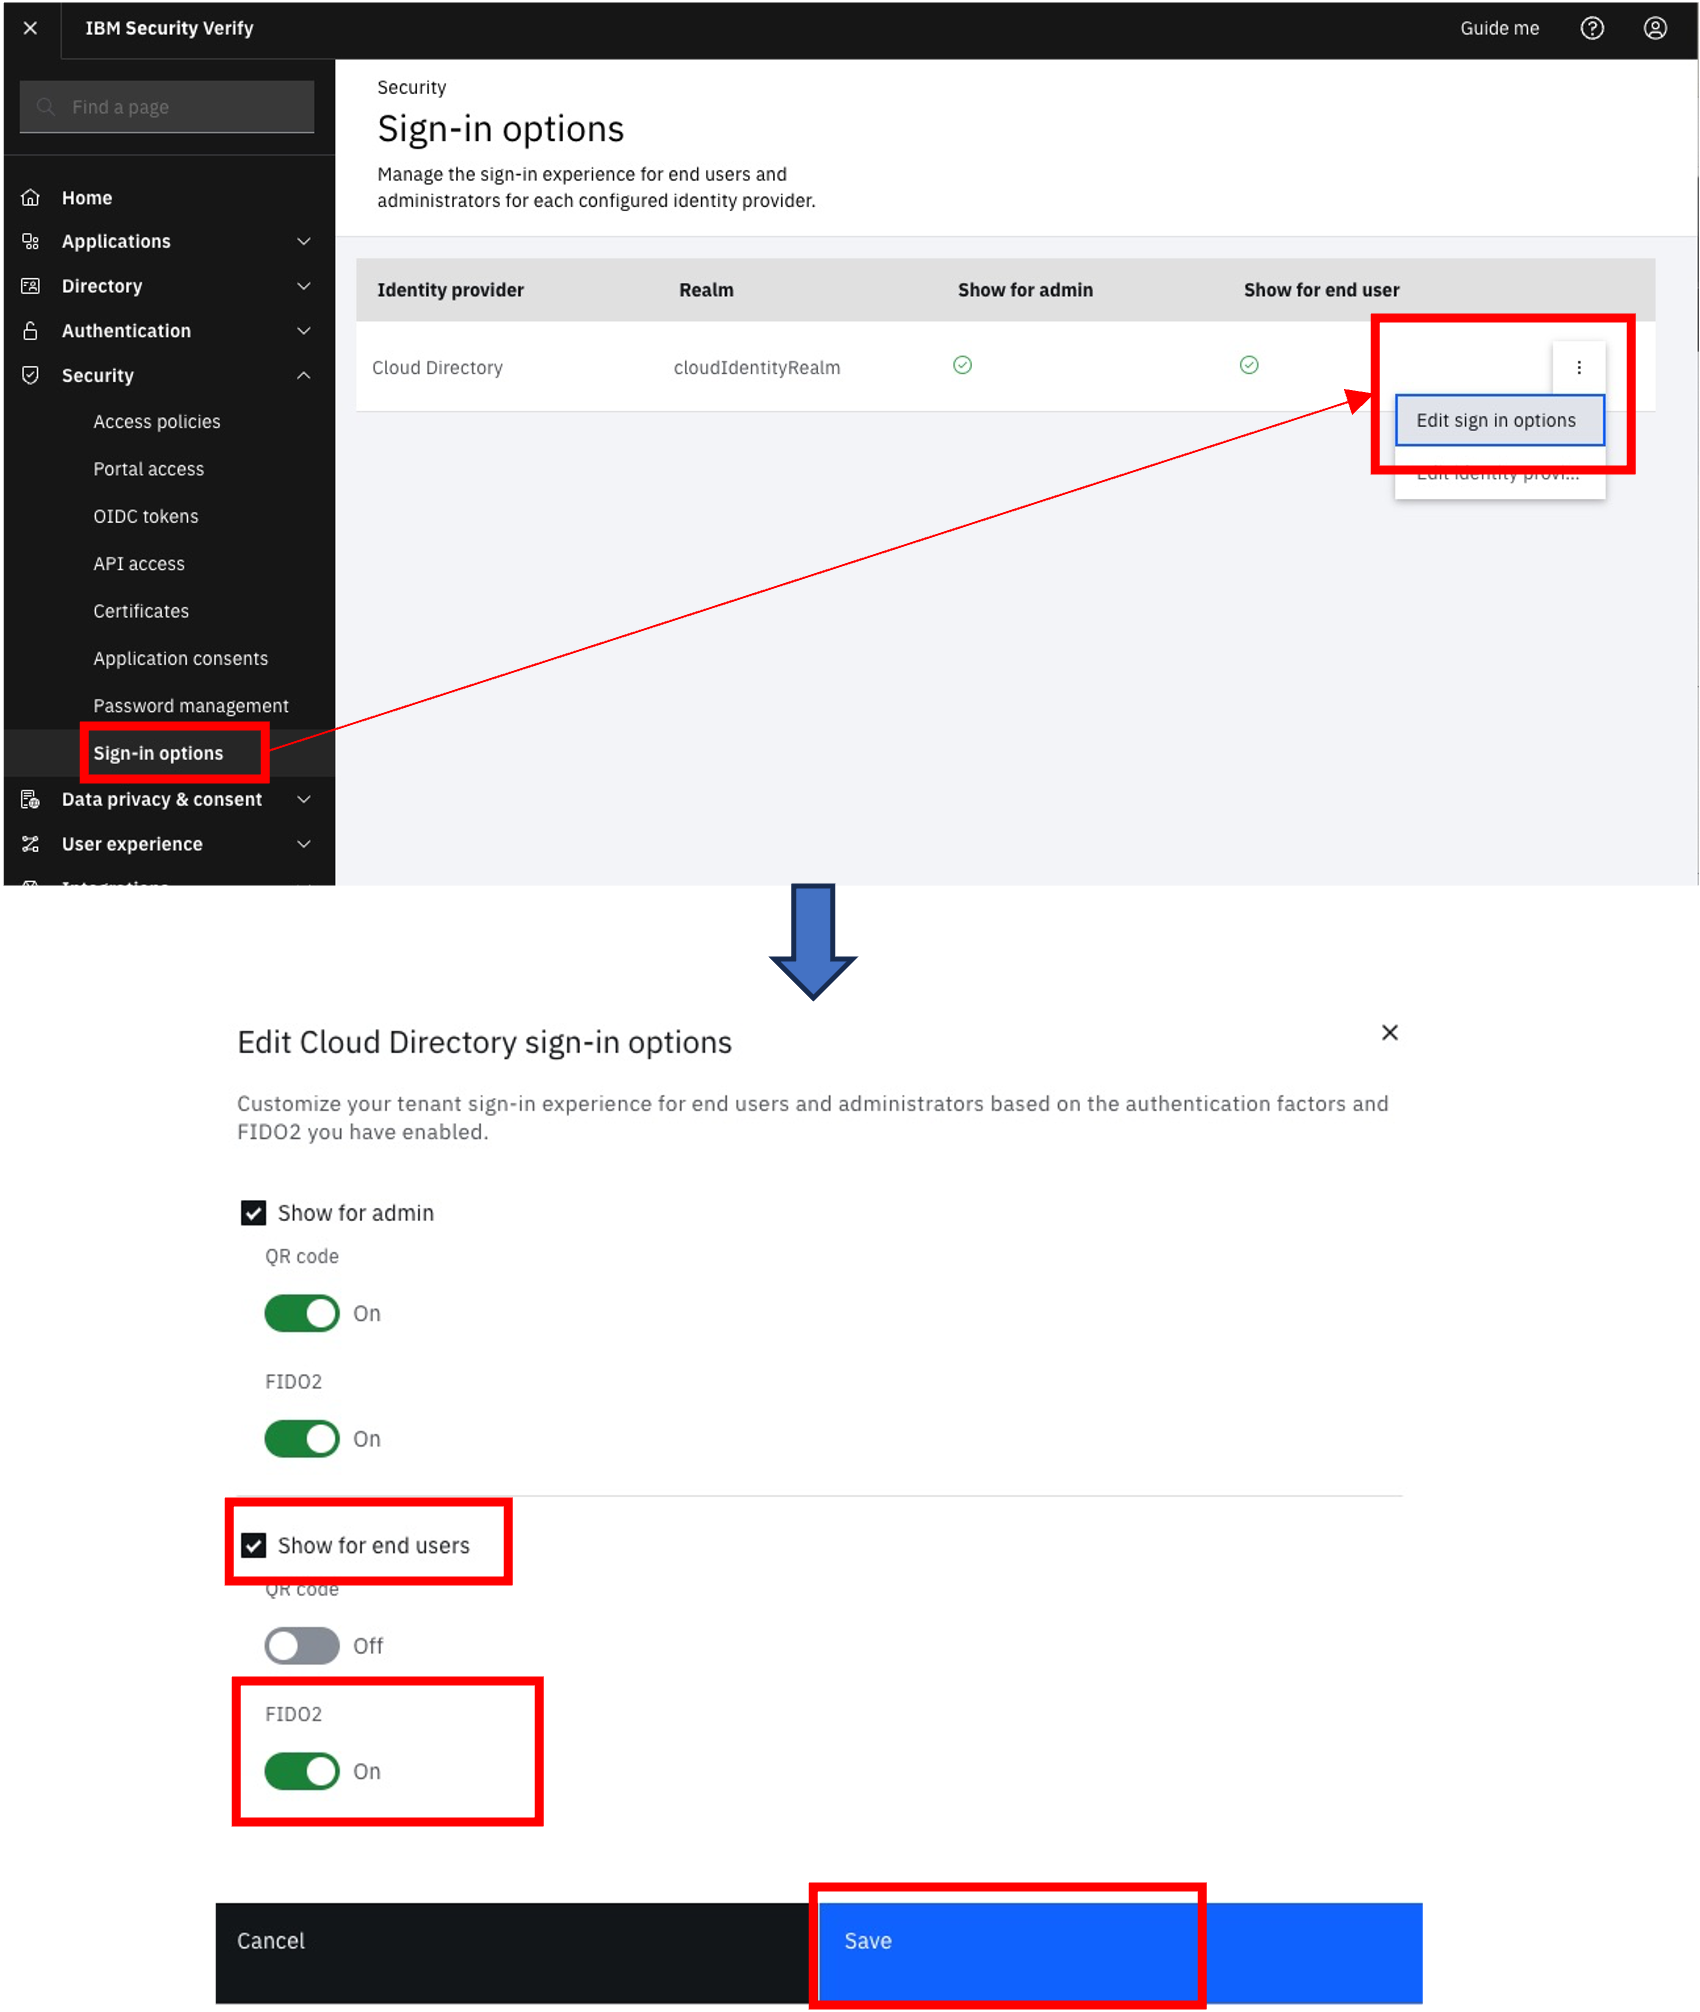 IBM Security Verify
Guide me
Find a page
Home
Applications
Directory
Authentication
Security
Access policies
Portal access
OIDC tokens
API access
Certificates
Application consents
Password management
Sign-in options
Data privacy & consent
User experience
Integrations
Security
Sign-in options
Manage the sign-in experience for end users and
administrators for each configured identity provider.
Identity provider Realm Show for admin Show for end user
Cloud Directory cloudIdentityRealm
Edit sign in options
Edit identity provi...
Edit Cloud Directory sign-in options
Customize your tenant sign-in experience for end users and administrators based on the authentication factors and
FIDO2 you have enabled.
Show for admin
QR code
On
FIDO2
On
Show for end users
QR code
Off
FIDO2
On
Cancel
Save